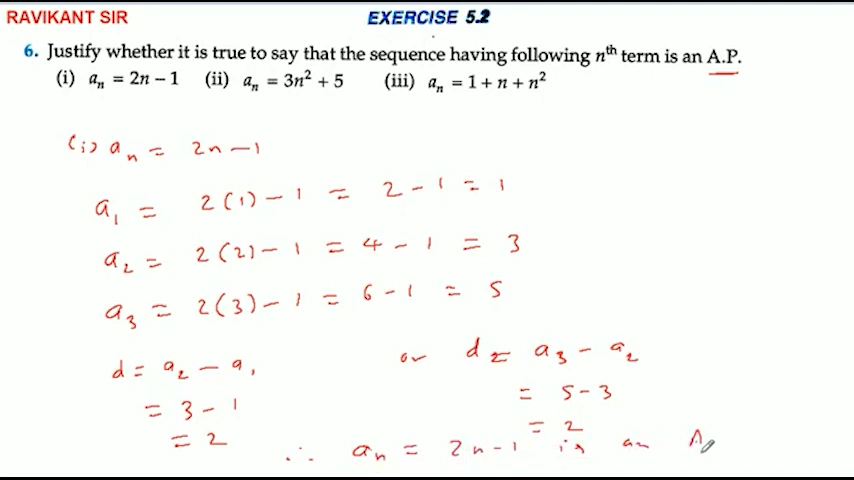 RAVIKANT SIR EXERCISE 5.2
6. Justify whether it is true to say that the sequence having following nth term is an A.P.
(i) aₙ = 2n − 1 (ii) aₙ = 3n² + 5 (iii) aₙ = 1 + n + n²
(i) aₙ = 2n − 1
a₁ = 2(1) − 1 = 2 − 1 = 1
a₂ = 2(2) − 1 = 4 − 1 = 3
a₃ = 2(3) − 1 = 6 − 1 = 5
d = a₂ − a₁ or d = a₃ − a₂
= 3 − 1 = 5 − 3
= 2 = 2
∴ aₙ = 2n − 1 is an A